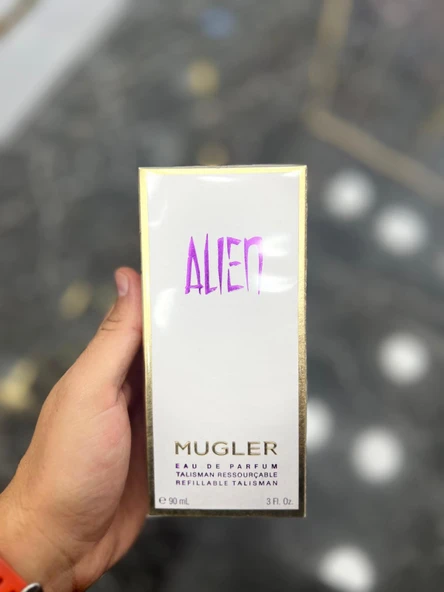 ALIEN
MUGLER
EAU DE PARFUM
TALISMAN RESSOURÇABLE
REFILLABLE TALISMAN
℮ 90 mL 3 Fl. Oz.